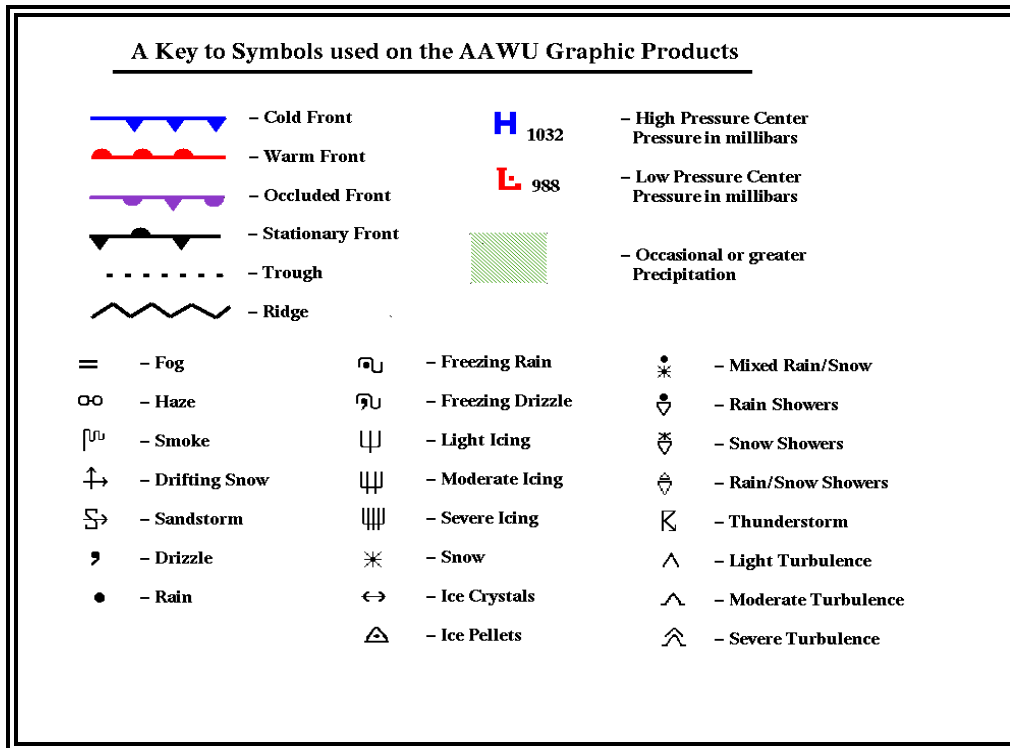 A Key to Symbols used on the AAWU Graphic Products
– Cold Front
– Warm Front
– Occluded Front
– Stationary Front
– Trough
– Ridge
H 1032
– High Pressure Center
Pressure in millibars
L 988
– Low Pressure Center
Pressure in millibars
– Occasional or greater
Precipitation
– Fog
– Haze
– Smoke
– Drifting Snow
– Sandstorm
– Drizzle
– Rain
– Freezing Rain
– Freezing Drizzle
– Light Icing
– Moderate Icing
– Severe Icing
– Snow
– Ice Crystals
– Ice Pellets
– Mixed Rain/Snow
– Rain Showers
– Snow Showers
– Rain/Snow Showers
– Thunderstorm
– Light Turbulence
– Moderate Turbulence
– Severe Turbulence